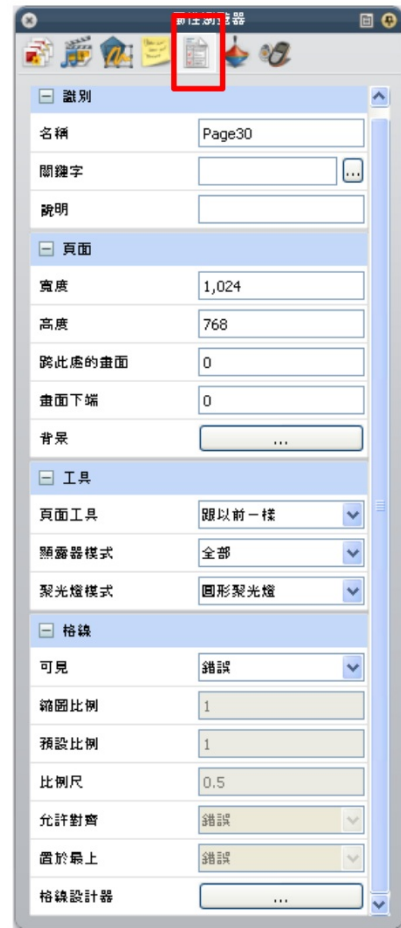 屬性瀏覽器
識別
名稱 Page30
關鍵字 ...
說明
頁面
寬度 1,024
高度 768
跨此處的畫面 0
畫面下端 0
背景 ...
工具
頁面工具 跟以前一樣
顯露器模式 全部
聚光燈模式 圓形聚光燈
格線
可見 錯誤
縮圖比例 1
預設比例 1
比例尺 0.5
允許對齊 錯誤
置於最上 錯誤
格線設計器 ...